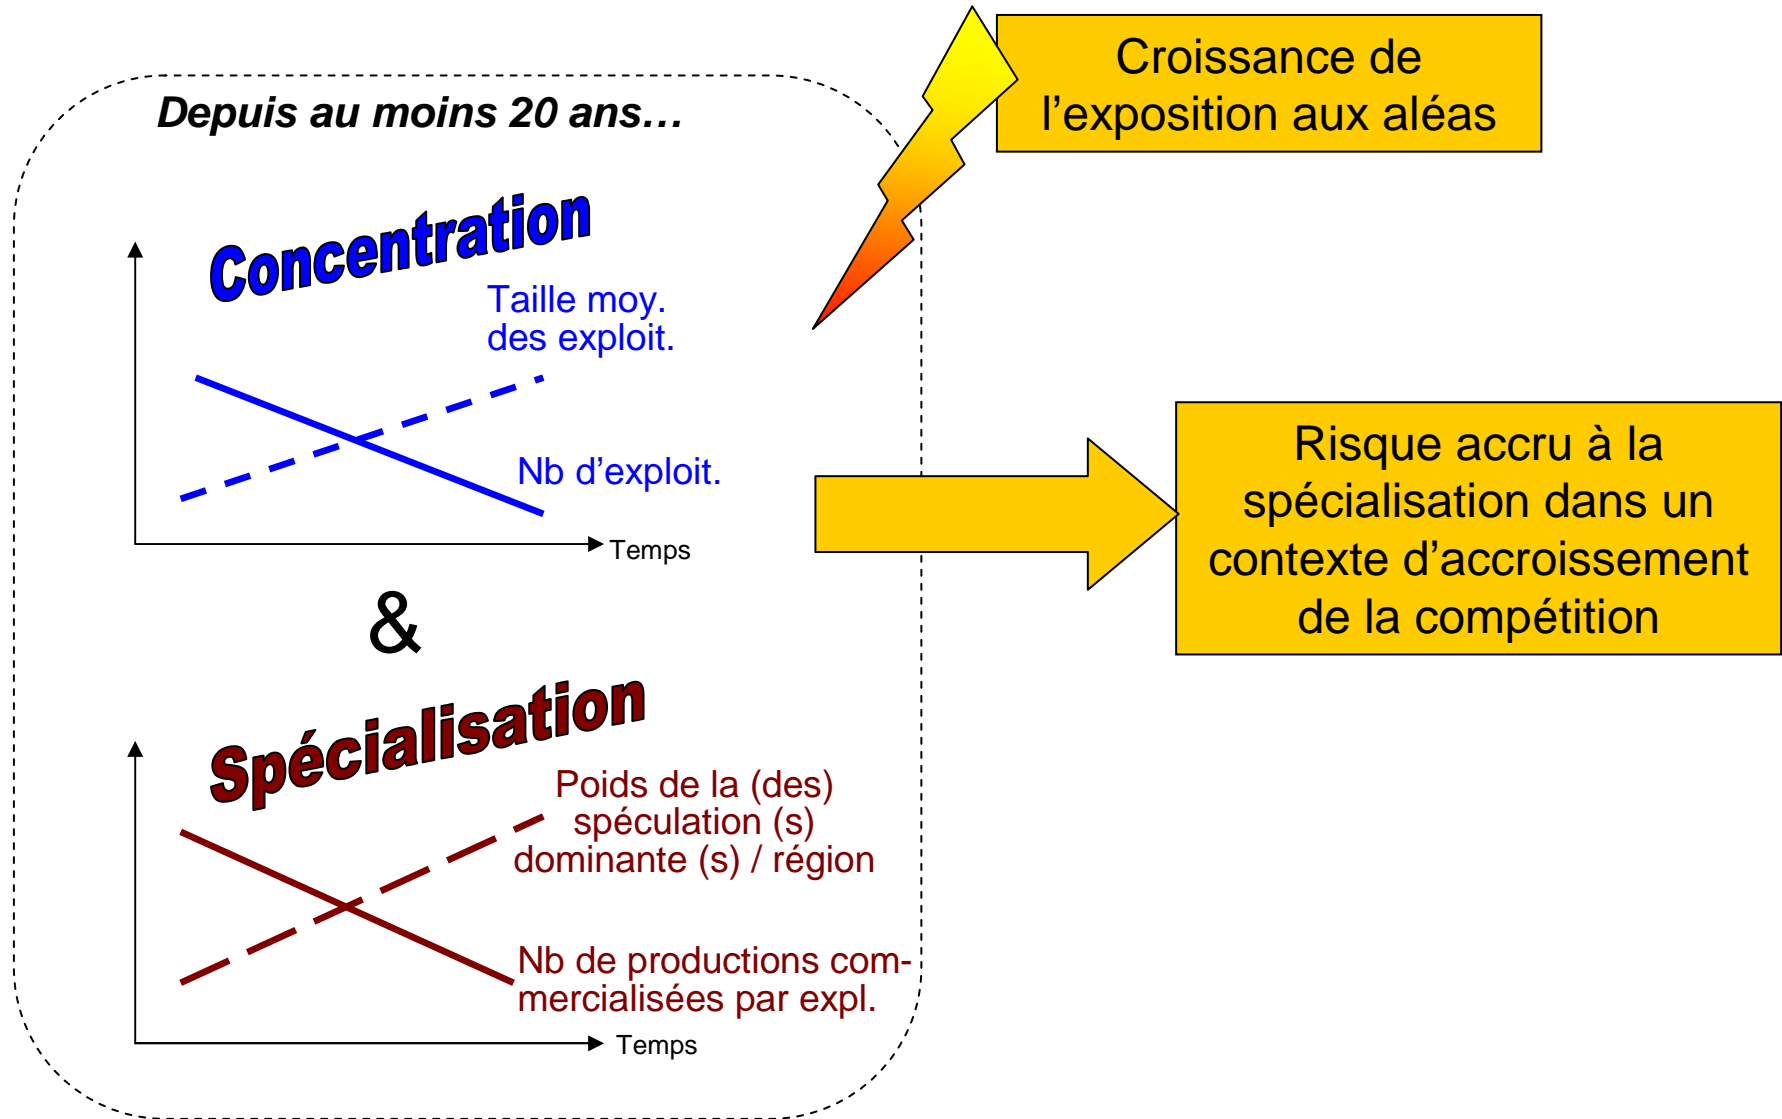 Croissance de
l’exposition aux aléas
Depuis au moins 20 ans…
Concentration
Taille moy.
des exploit.
Nb d’exploit.
Temps
&
Spécialisation
Poids de la (des)
spéculation (s)
dominante (s) / région
Nb de productions com-
mercialisées par expl.
Temps
Risque accru à la
spécialisation dans un
contexte d’accroissement
de la compétition